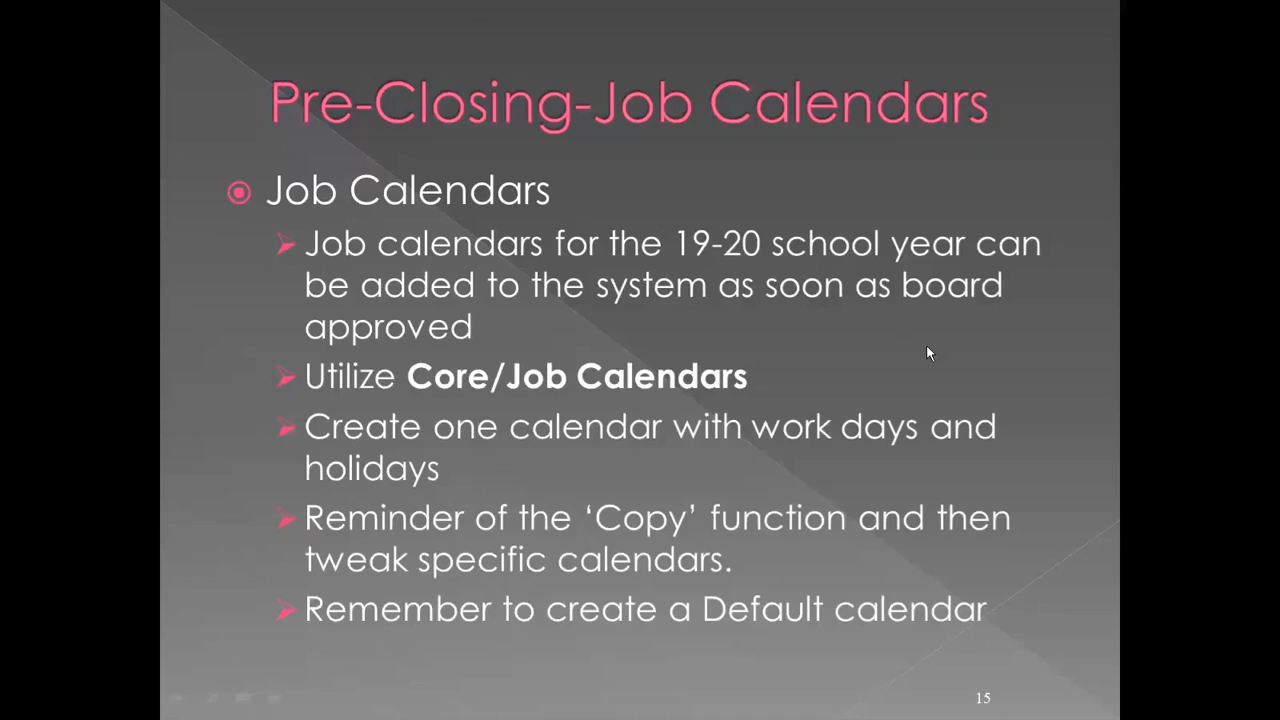 Pre-Closing-Job Calendars
Job Calendars
Job calendars for the 19-20 school year can
be added to the system as soon as board
approved
Utilize Core/Job Calendars
Create one calendar with work days and
holidays
Reminder of the ‘Copy’ function and then
tweak specific calendars.
Remember to create a Default calendar
15